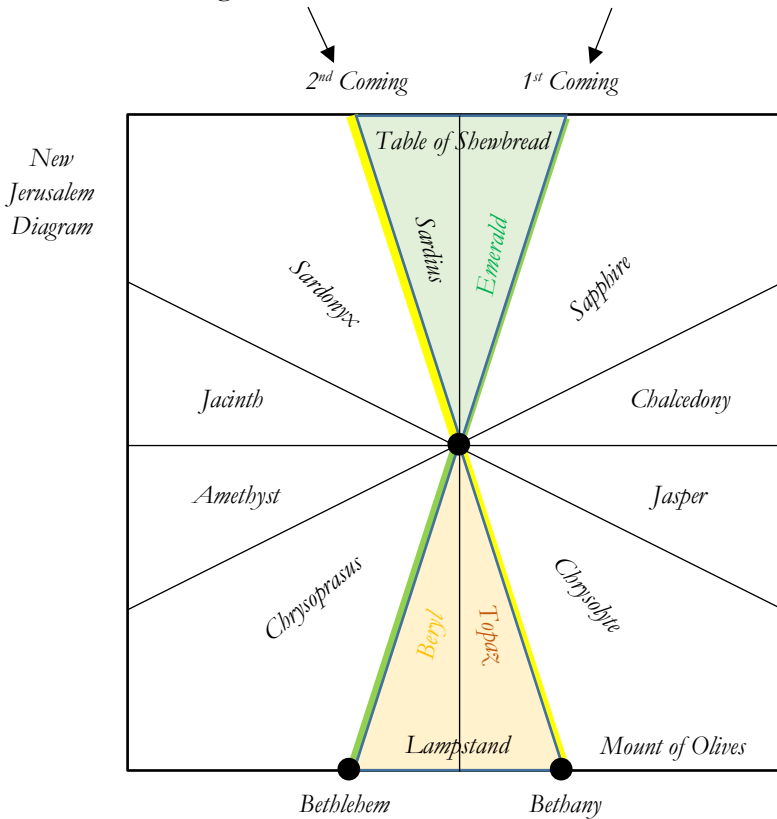 2nd Coming
1st Coming
New
Jerusalem
Diagram
Table of Shewbread
Sardius
Emerald
Sardonyx
Sapphire
Jacinth
Chalcedony
Amethyst
Jasper
Chrysoprasus
Beryl
Topaz
Chrysolyte
Lampstand
Mount of Olives
Bethlehem
Bethany